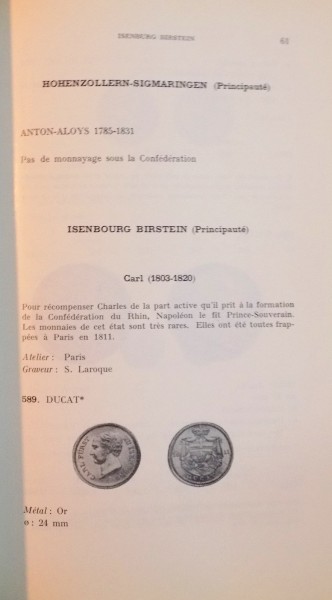 ISENBURG BIRSTEIN 61
HOHENZOLLERN-SIGMARINGEN (Principauté)
ANTON-ALOYS 1785-1831
Pas de monnayage sous la Confédération
ISENBOURG BIRSTEIN (Principauté)
Carl (1803-1820)
Pour récompenser Charles de la part active qu'il prit à la formation
de la Confédération du Rhin, Napoléon le fit Prince-Souverain.
Les monnaies de cet état sont très rares. Elles ont été toutes frap-
pées à Paris en 1811.
Atelier : Paris
Graveur : S. Laroque
589. DUCAT*
CARL FÜRST
Métal : Or
ø : 24 mm